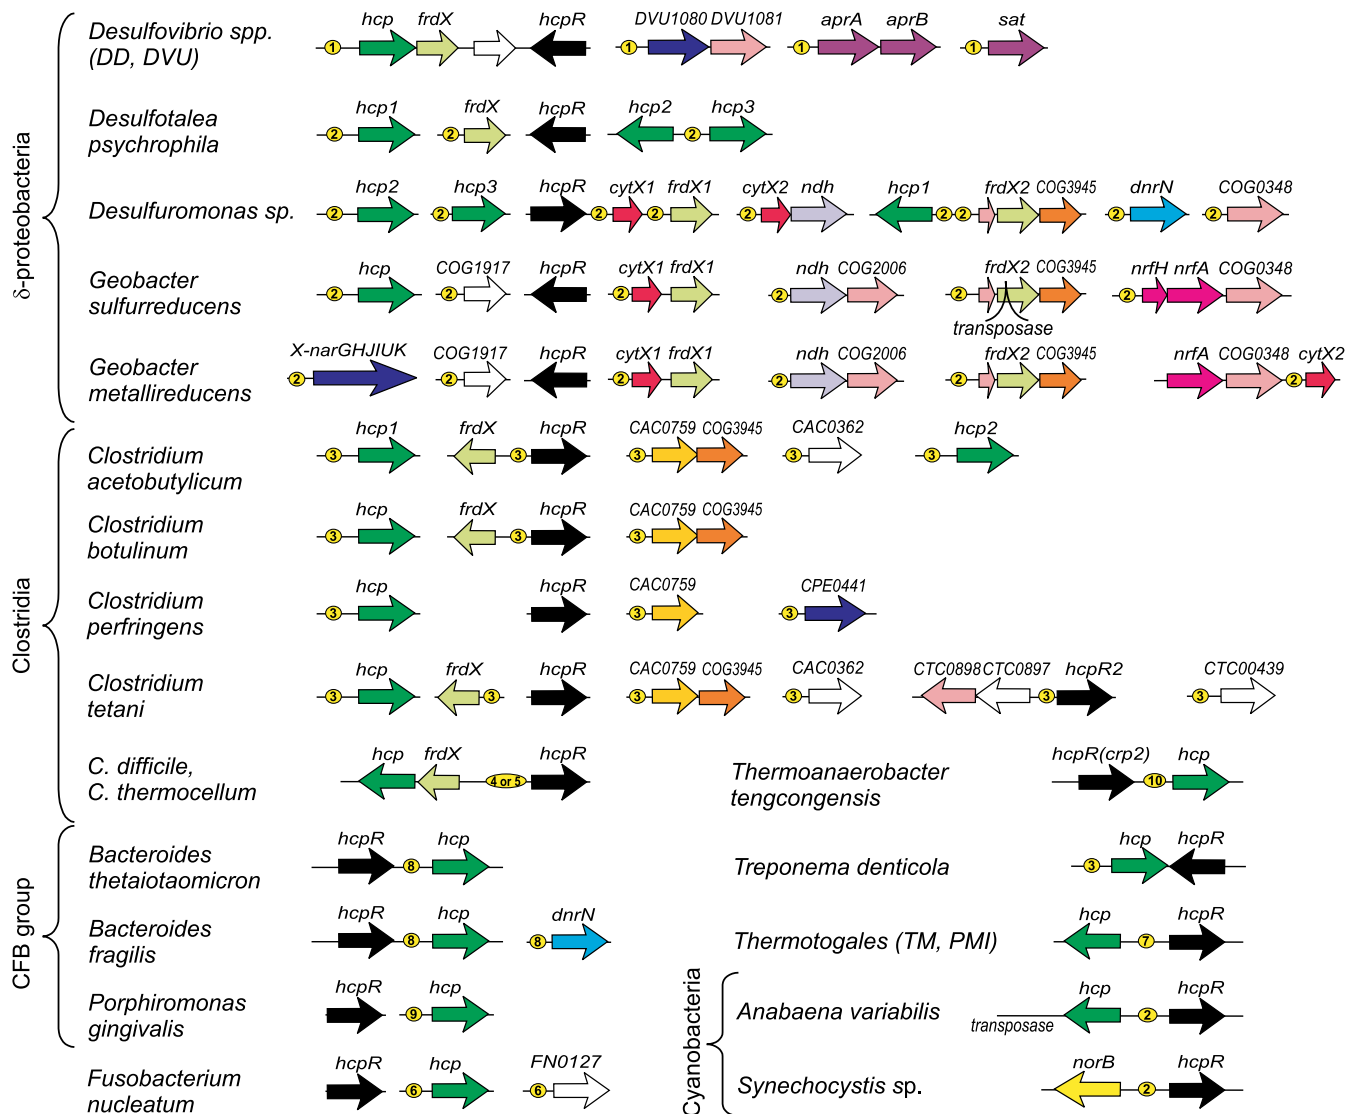 δ-proteobacteria
hcp frdX hcpR DVU1080 DVU1081 aprA aprB sat
Desulfovibrio spp.
(DD, DVU)
1 1 1 1
hcp1 frdX hcpR hcp2 hcp3
Desulfotalea
psychrophila
2 2 2
hcp2 hcp3 hcpR cytX1 frdX1 cytX2 ndh hcp1 frdX2 COG3945 dnrN COG0348
Desulfuromonas sp.
2 2 2 2 2 2 2 2 2
hcp COG1917 hcpR cytX1 frdX1 ndh COG2006 frdX2 COG3945 nrfH nrfA COG0348
Geobacter
sulfurreducens
2 2 2 2 2 2
transposase
X-narGHJIUK COG1917 hcpR cytX1 frdX1 ndh COG2006 frdX2 COG3945 nrfA COG0348 cytX2
Geobacter
metallireducens
2 2 2 2 2 2
Clostridia
hcp1 frdX hcpR CAC0759 COG3945 CAC0362 hcp2
Clostridium
acetobutylicum
3 3 3 3 3
hcp frdX hcpR CAC0759 COG3945
Clostridium
botulinum
3 3 3
hcp hcpR CAC0759 CPE0441
Clostridium
perfringens
3 3 3
hcp frdX hcpR CAC0759 COG3945 CAC0362 CTC0898 CTC0897 hcpR2 CTC00439
Clostridium
tetani
3 3 3 3 3 3
hcp frdX hcpR
C. difficile,
C. thermocellum
4 or 5
hcpR(crp2) hcp
Thermoanaerobacter
tengcongensis
10
CFB group
hcpR hcp
Bacteroides
thetaiotaomicron
8
hcp hcpR
Treponema denticola
3
hcpR hcp dnrN
Bacteroides
fragilis
8 8
hcp hcpR
Thermotogales (TM, PMI)
7
hcpR hcp
Porphiromonas
gingivalis
9
Cyanobacteria
hcp hcpR
Anabaena variabilis
transposase
2
hcpR hcp FN0127
Fusobacterium
nucleatum
6 6
norB hcpR
Synechocystis sp.
2